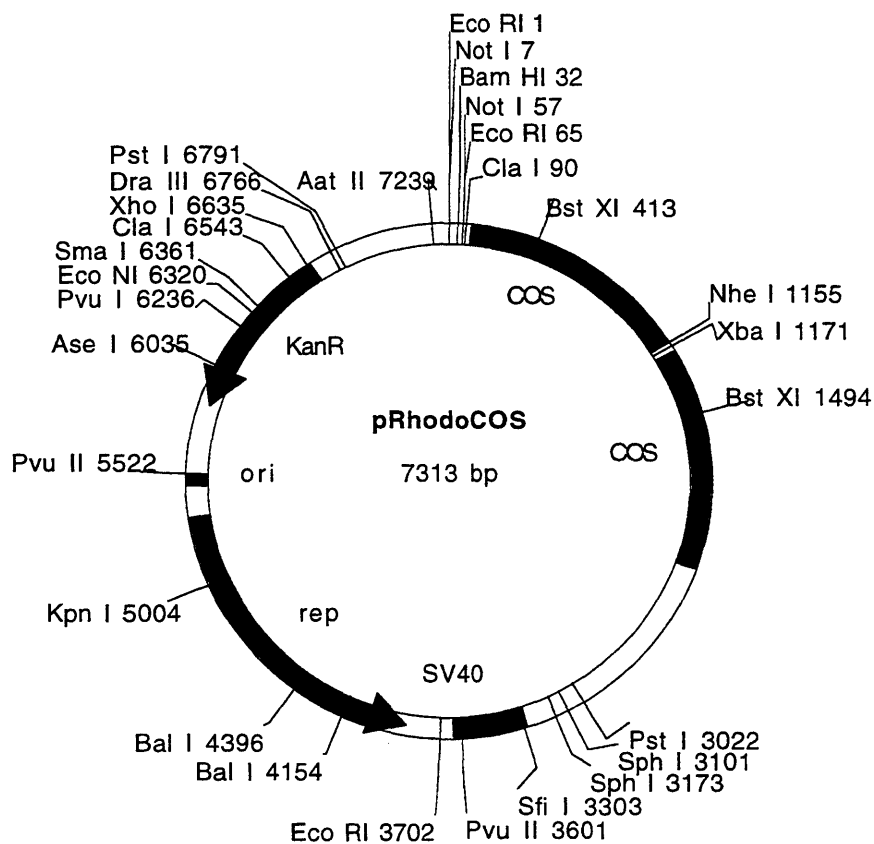 Eco RI 1
Not I 7
Bam HI 32
Not I 57
Eco RI 65
Cla I 90
Pst I 6791
Dra III 6766
Aat II 7239
Xho I 6635
Cla I 6543
Bst XI 413
Sma I 6361
Eco NI 6320
Pvu I 6236
Nhe I 1155
COS
Xba I 1171
Ase I 6035
KanR
Bst XI 1494
pRhodoCOS
COS
Pvu II 5522
ori
7313 bp
Kpn I 5004
rep
SV40
Bal I 4396
Pst I 3022
Bal I 4154
Sph I 3101
Sph I 3173
Sfi I 3303
Eco RI 3702
Pvu II 3601